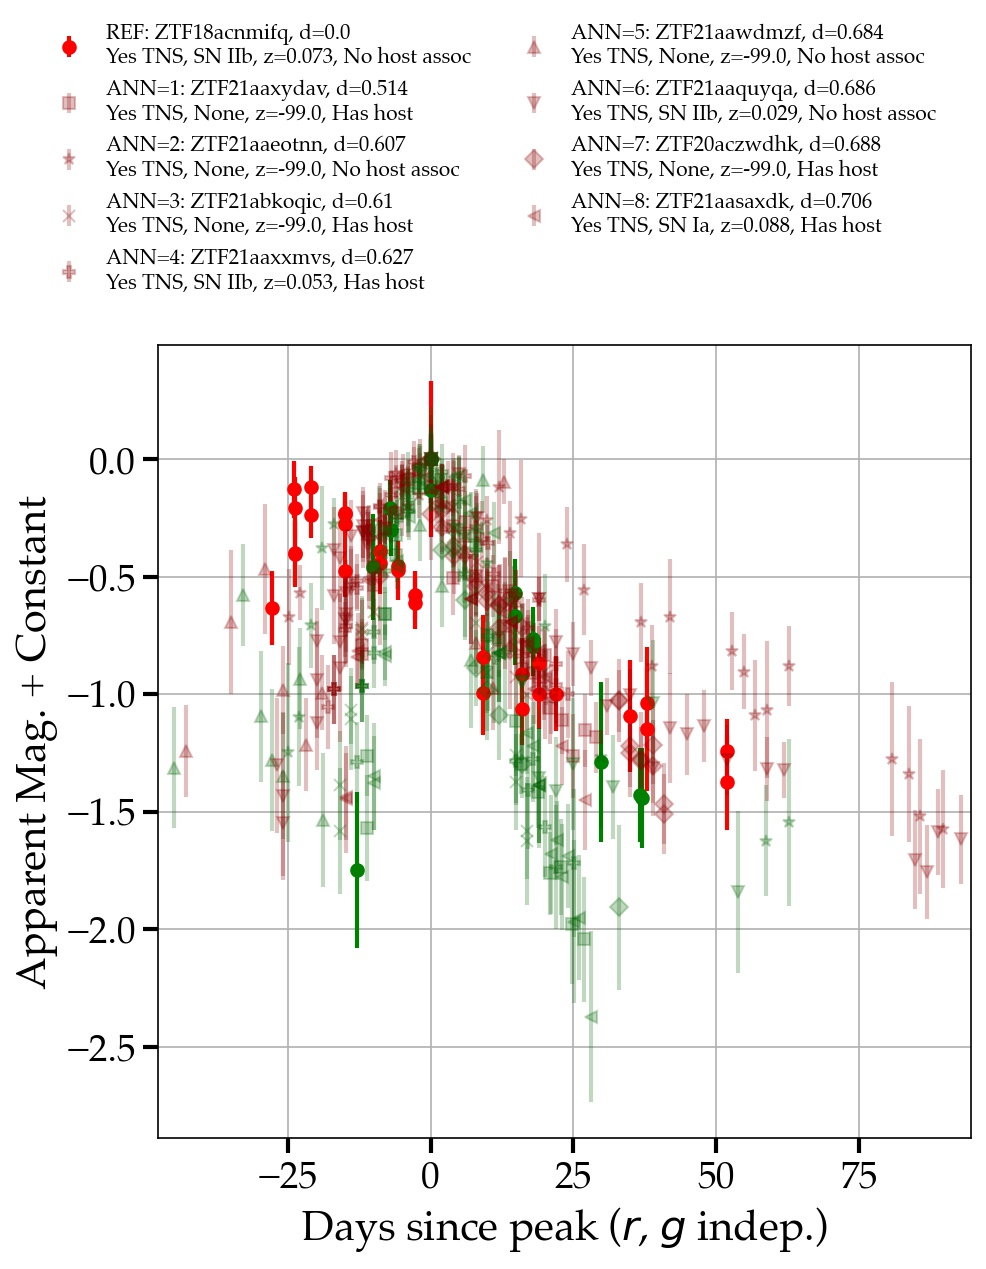 REF: ZTF18acnmifq, d=0.0
Yes TNS, SN IIb, z=0.073, No host assoc
ANN=1: ZTF21aaxydav, d=0.514
Yes TNS, None, z=-99.0, Has host
ANN=2: ZTF21aaeotnn, d=0.607
Yes TNS, None, z=-99.0, No host assoc
ANN=3: ZTF21abkoqic, d=0.61
Yes TNS, None, z=-99.0, Has host
ANN=4: ZTF21aaxxmvs, d=0.627
Yes TNS, SN IIb, z=0.053, Has host
ANN=5: ZTF21aawdmzf, d=0.684
Yes TNS, None, z=-99.0, No host assoc
ANN=6: ZTF21aaquyqa, d=0.686
Yes TNS, SN IIb, z=0.029, No host assoc
ANN=7: ZTF20aczwdhk, d=0.688
Yes TNS, None, z=-99.0, Has host
ANN=8: ZTF21aasaxdk, d=0.706
Yes TNS, SN Ia, z=0.088, Has host
Apparent Mag. + Constant
0.0
−0.5
−1.0
−1.5
−2.0
−2.5
−25 0 25 50 75
Days since peak (r, g indep.)